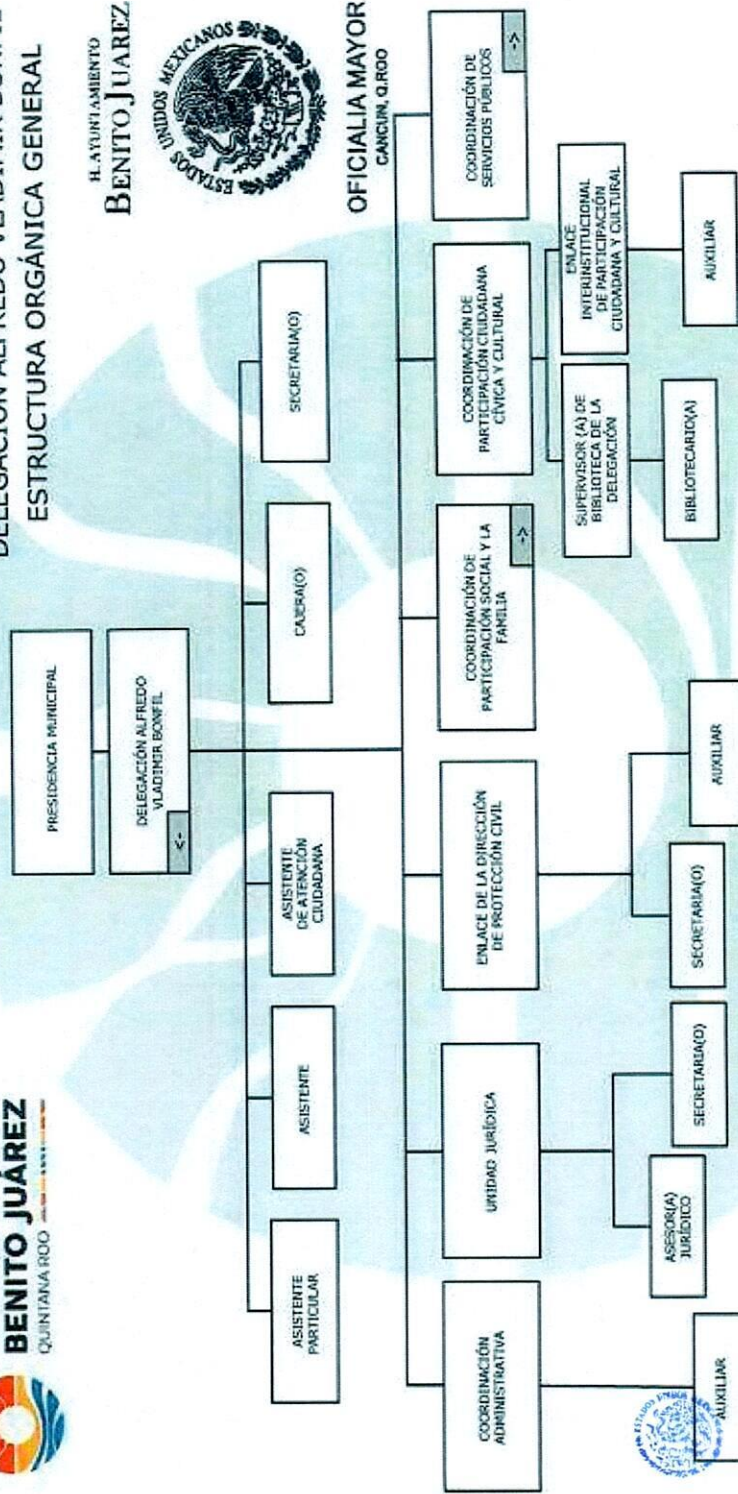 BENITO JUÁREZ
QUINTANA ROO
ESTRUCTURA ORGÁNICA GENERAL
H. AYUNTAMIENTO
BENITO JUAREZ
ESTADOS UNIDOS MEXICANOS
OFICIALIA MAYOR
CANCUN, Q.ROO
PRESIDENCIA MUNICIPAL
DELEGACIÓN ALFREDO
VLADIMIR BONFIL
<-
ASISTENTE
PARTICULAR
ASISTENTE
ASISTENTE
DE ATENCIÓN
CIUDADANA
CAJERA(O)
SECRETARIA(O)
COORDINACIÓN
ADMINISTRATIVA
UNIDAD JURÍDICA
ENLACE DE LA DIRECCIÓN
DE PROTECCIÓN CIVIL
COORDINACIÓN DE
PARTICIPACIÓN SOCIAL Y LA
FAMILIA
->
COORDINACIÓN DE
PARTICIPACIÓN CIUDADANA
CÍVICA Y CULTURAL
COORDINACIÓN DE
SERVICIOS PÚBLICOS
->
AUXILIAR
ASESOR(A)
JURÍDICO
SECRETARIA(O)
SECRETARIA(O)
AUXILIAR
SUPERVISOR (A) DE
BIBLIOTECA DE LA
DELEGACIÓN
ENLACE
INTERINSTITUCIONAL
DE PARTICIPACIÓN
CIUDADANA Y CULTURAL
BIBLIOTECARIO(A)
AUXILIAR